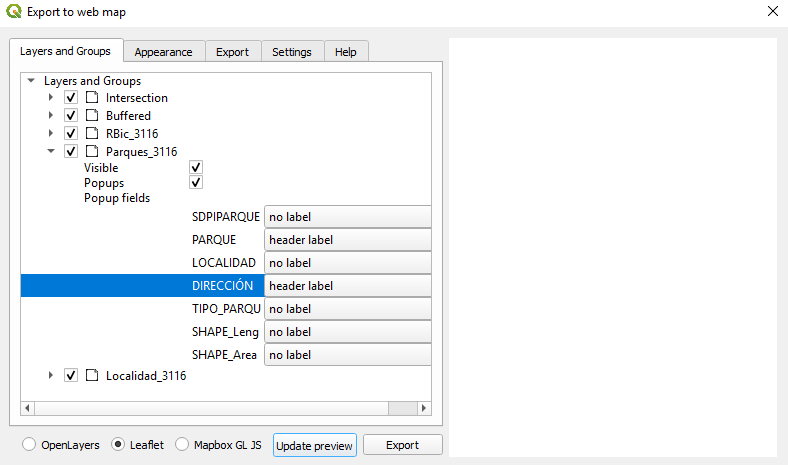 Export to web map
Layers and Groups
Appearance
Export
Settings
Help
Layers and Groups
Intersection
Buffered
RBic_3116
Parques_3116
Visible
Popups
Popup fields
SDPIPARQUE no label
PARQUE header label
LOCALIDAD no label
DIRECCIÓN header label
TIPO_PARQU no label
SHAPE_Leng no label
SHAPE_Area no label
Localidad_3116
OpenLayers Leaflet Mapbox GL JS Update preview Export